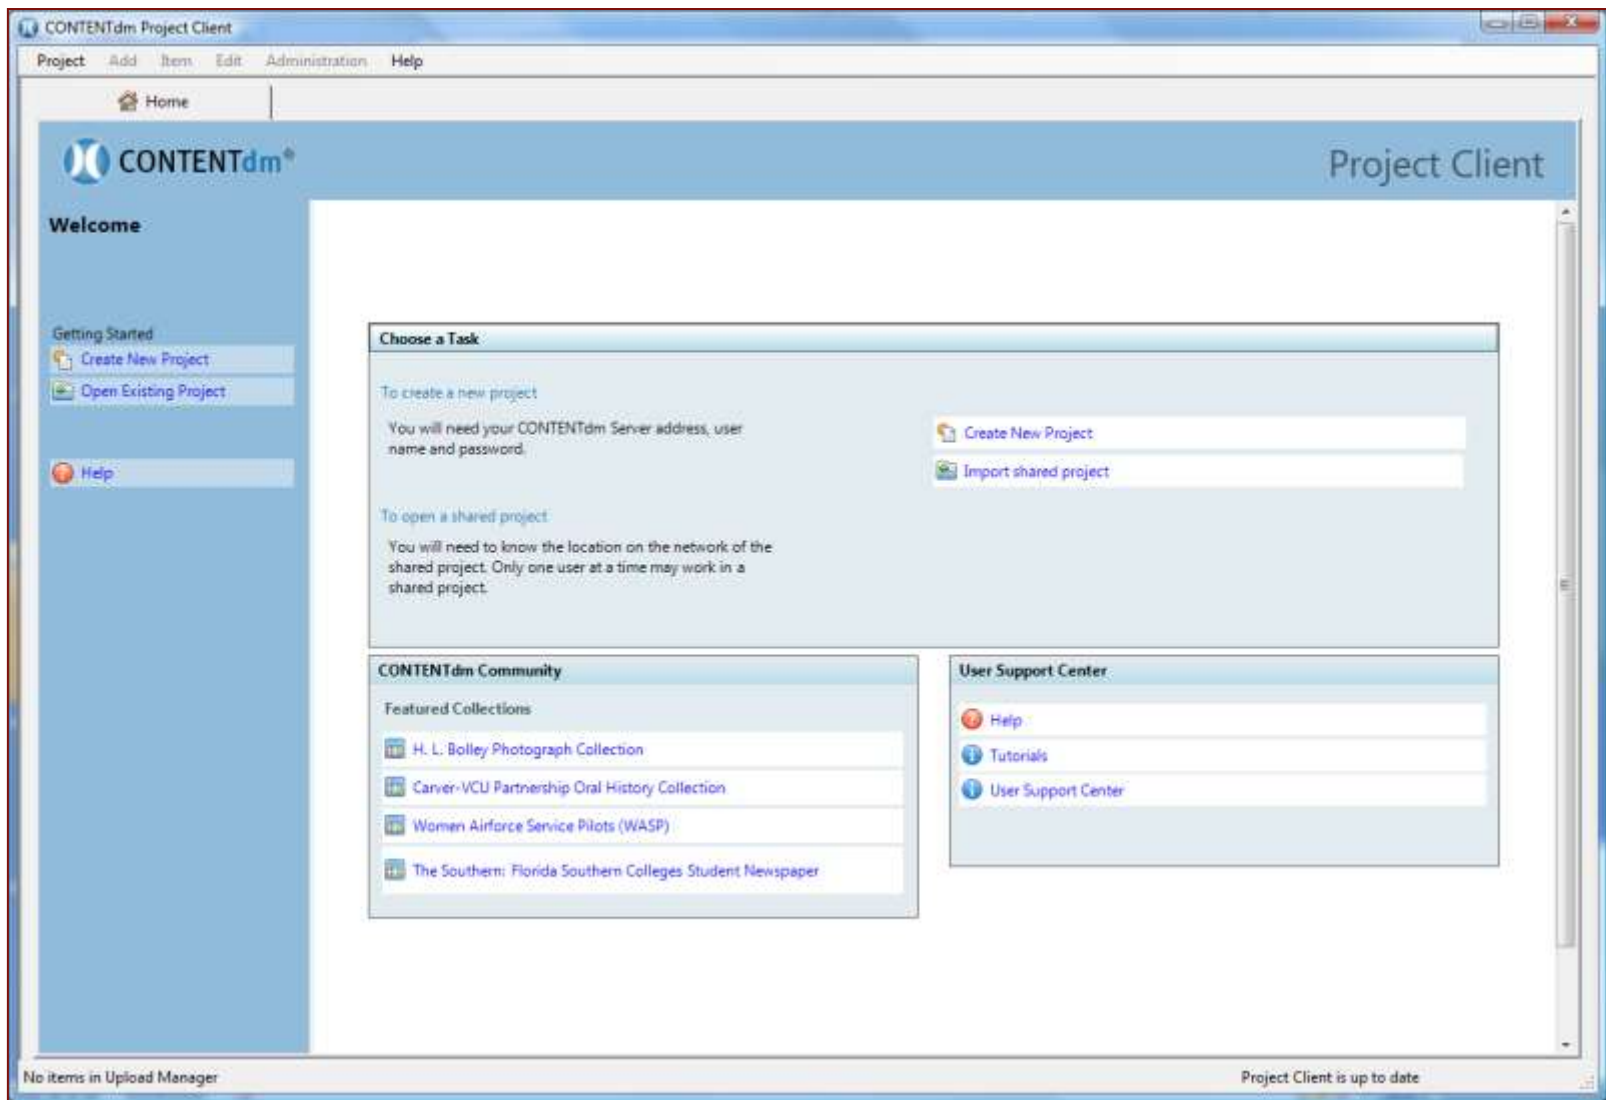 CONTENTdm Project Client
Project Add Item Edit Administration Help
Home
CONTENTdm®
Project Client
Welcome
Getting Started
Create New Project
Open Existing Project
Help
Choose a Task
To create a new project
You will need your CONTENTdm Server address, user
name and password.
Create New Project
Import shared project
To open a shared project
You will need to know the location on the network of the
shared project. Only one user at a time may work in a
shared project.
CONTENTdm Community
Featured Collections
H. L. Bolley Photograph Collection
Carver-VCU Partnership Oral History Collection
Women Airforce Service Pilots (WASP)
The Southern: Florida Southern Colleges Student Newspaper
User Support Center
Help
Tutorials
User Support Center
No items in Upload Manager
Project Client is up to date